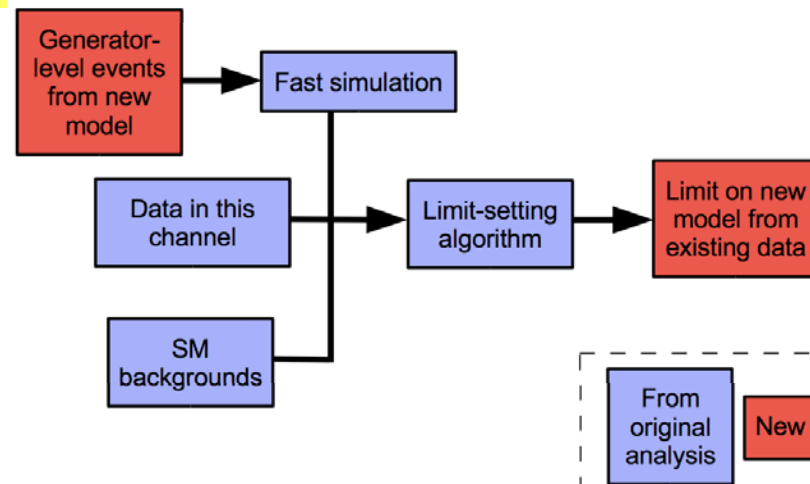 Generator-
level events
from new
model
Fast simulation
Data in this
channel
Limit-setting
algorithm
Limit on new
model from
existing data
SM
backgrounds
From
original
analysis
New